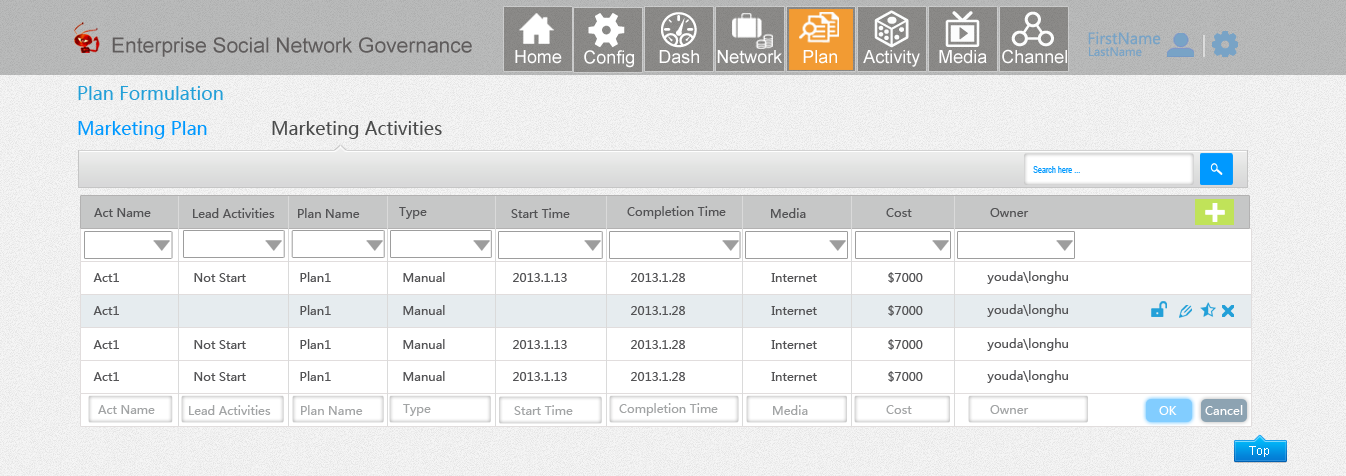 Enterprise Social Network Governance
Home Config Dash Network Plan Activity Media Channel
FirstName
LastName
Plan Formulation
Marketing Plan Marketing Activities
Search here ...
Act Name Lead Activities Plan Name Type Start Time Completion Time Media Cost Owner
Act1 Not Start Plan1 Manual 2013.1.13 2013.1.28 Internet $7000 youda\longhu
Act1 Plan1 Manual 2013.1.28 youda\longhu
Act1 Not Start Plan1 Manual 2013.1.13 2013.1.28 Internet $7000 youda\longhu
Act1 Not Start Plan1 Manual 2013.1.13 2013.1.28 Internet $7000 youda\longhu
Act Name Lead Activities Plan Name Type Start Time Completion Time Media Cost Owner OK Cancel
Top